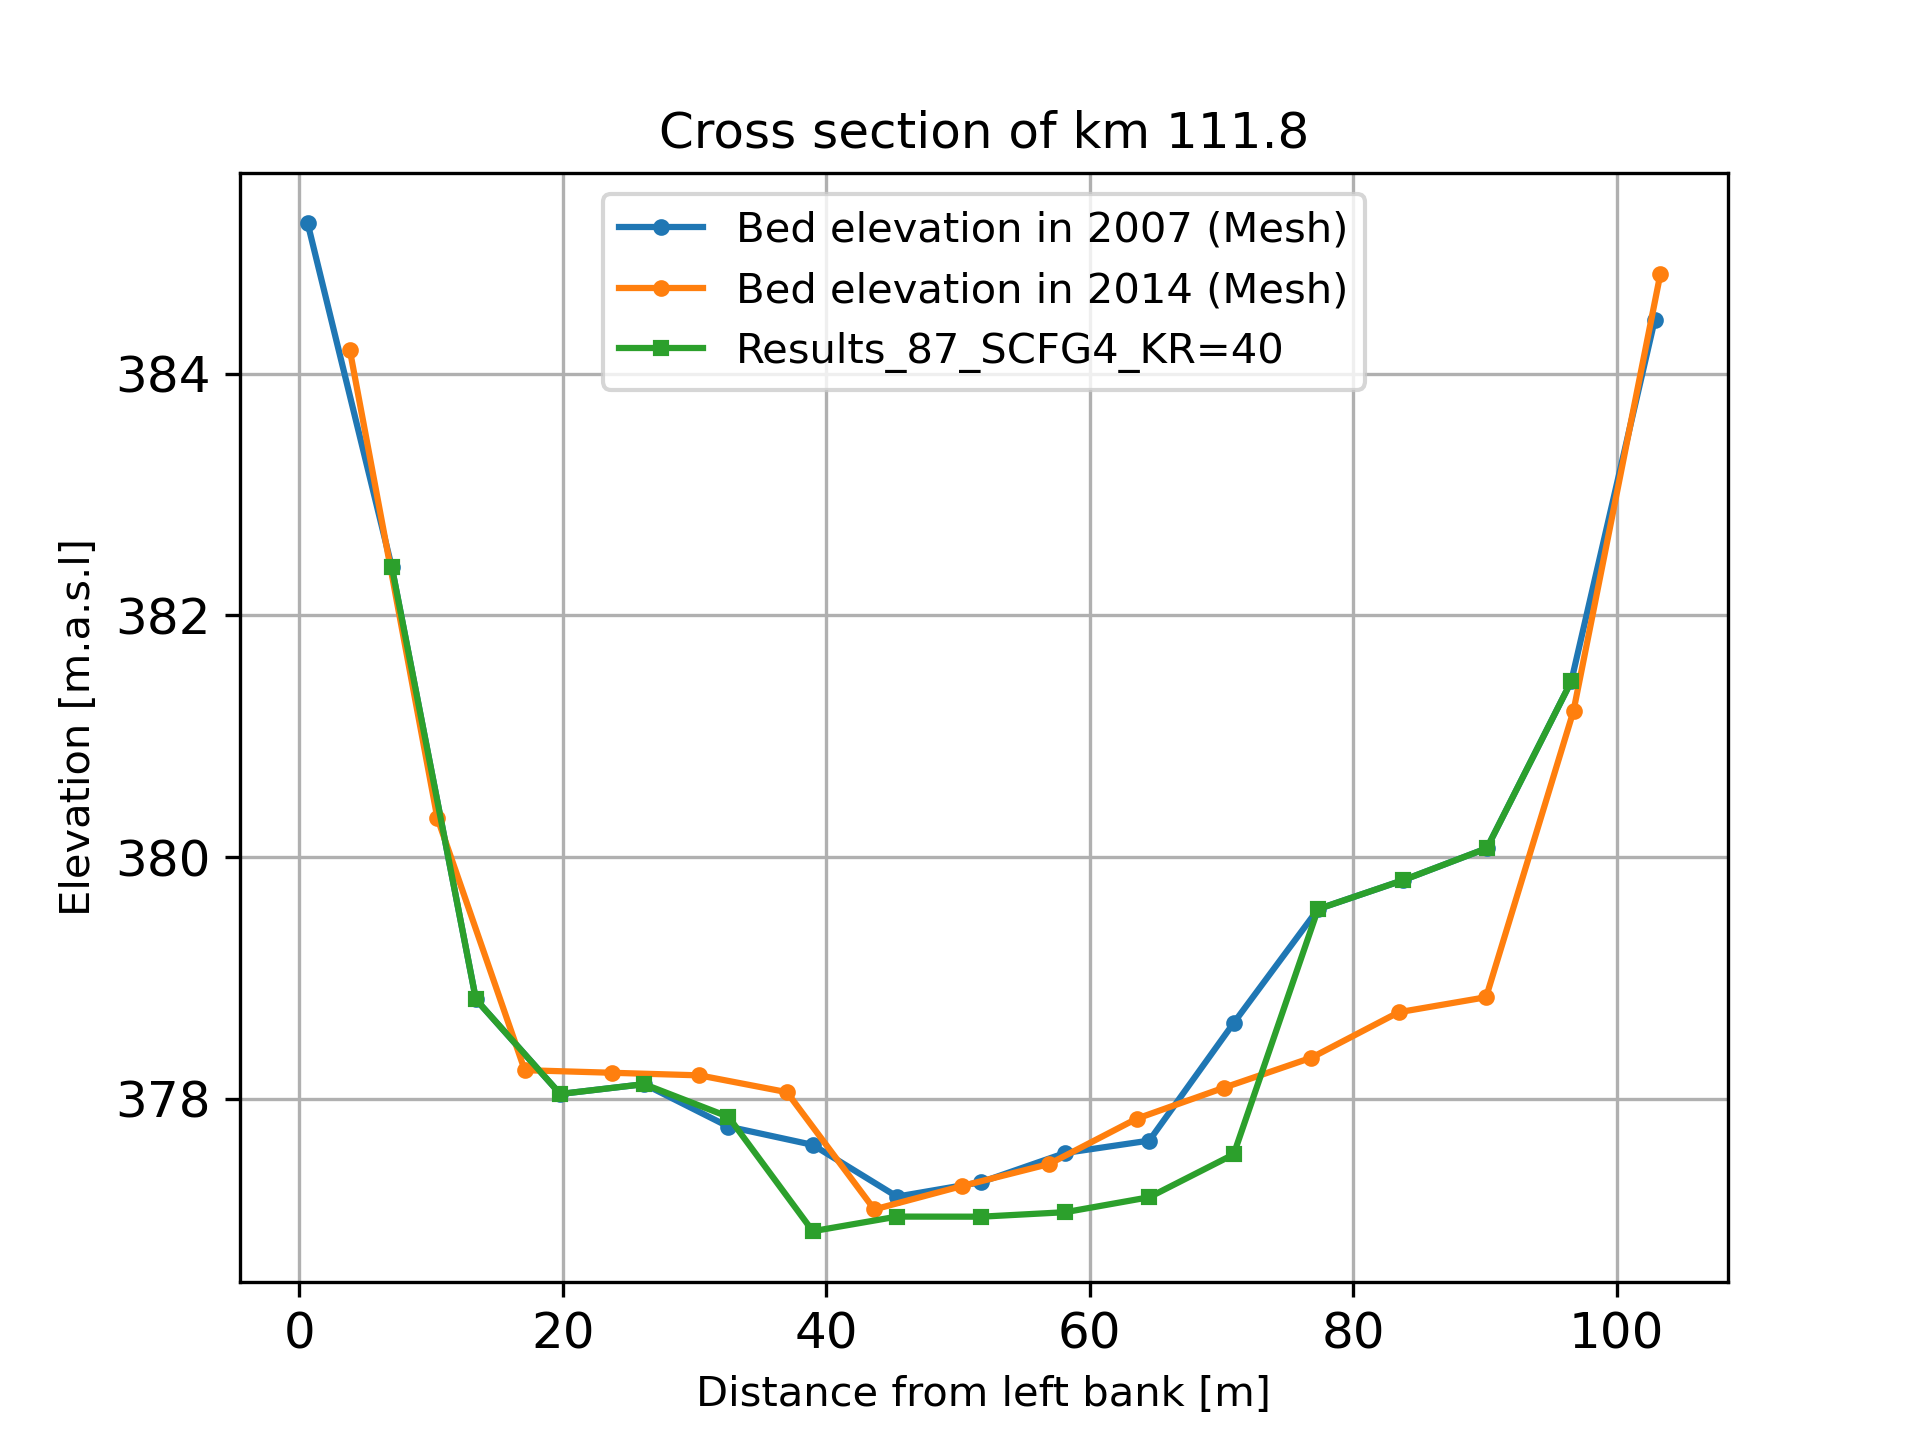 Cross section of km 111.8
Bed elevation in 2007 (Mesh)
Bed elevation in 2014 (Mesh)
Results_87_SCFG4_KR=40
Elevation [m.a.s.l]
384
382
380
378
0 20 40 60 80 100
Distance from left bank [m]